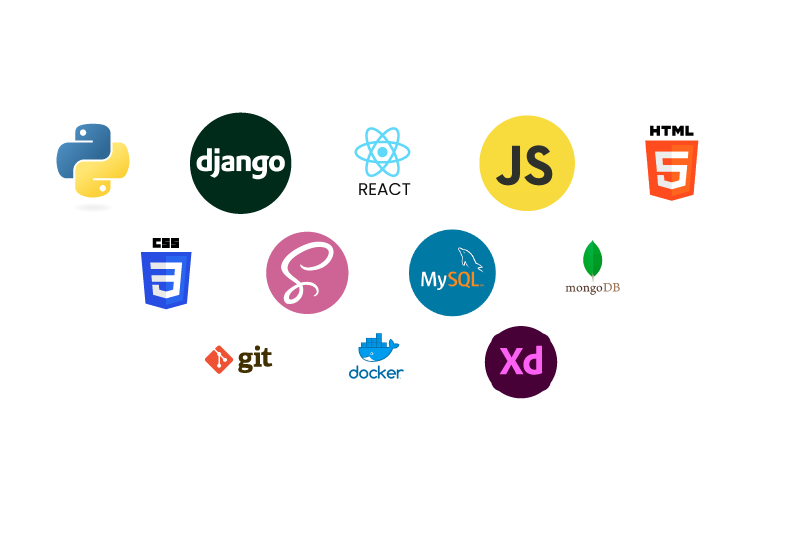 django
REACT
JS
HTML
5
CSS
3
MySQL
mongoDB
git
docker
Xd